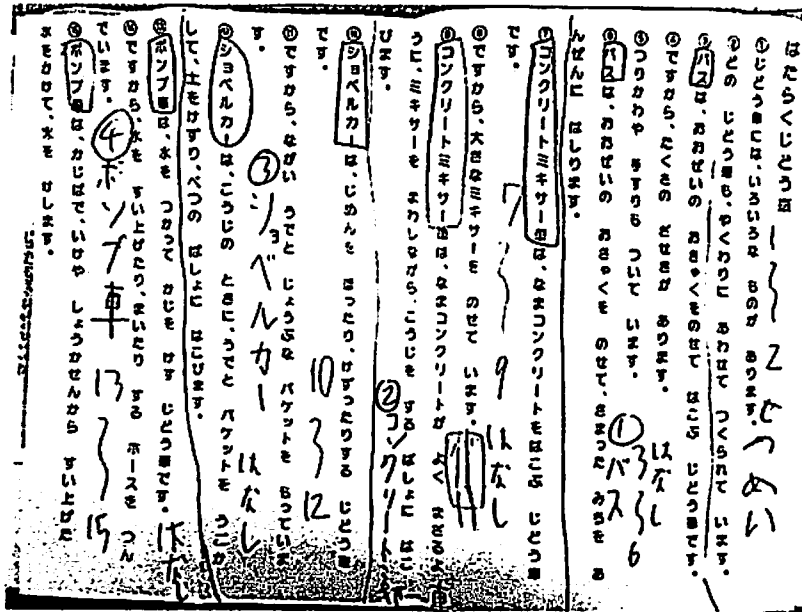 はたらくじどう車
1〜2 せつめい
①じどう車には、いろいろな ものが あります。
②どの じどう車も、やくわりに あわせて つくられて います。
③バスは、おおぜいの おきゃくをのせて はこぶ じどう車です。
④ですから、たくさんの ざせきが あります。
はなし
⑤つりかわや 手すりも ついて います。
①バス
3〜6
⑥バスは、おおぜいの おきゃくを のせて、きまった みちを あ
んぜんに はしります。
⑦コンクリートミキサー車は、なまコンクリートをはこぶ じどう車
です。
7〜9 はなし
⑧ですから、大きなミキサーを のせて います。
⑨コンクリートミキサー車は、なまコンクリートが よく まざるよ
うに、ミキサーを まわしながら、こうじを する ばしょに はこ
びます。
②コンクリート
⑩ショベルカーは、じめんを ほったり、けずったりする じどう車
です。
10〜12
⑪ですから、ながい うでと じょうぶな バケットを もっていま
す。
③ショベルカー
はなし
⑫ショベルカーは、こうじの ときに、うでと バケットを うごか
して、土をけずり、べつの ばしょに はこびます。
⑬ポンプ車は、水を つかって かじを けす じどう車です。
はなし
⑭ですから、水を すい上げたり、まいたり する ホースを つん
でいます。
④ポンプ車 13〜15
⑮ポンプ車は、かじばで、いけや しょうかせんから すい上げた
水をかけて、火を けします。